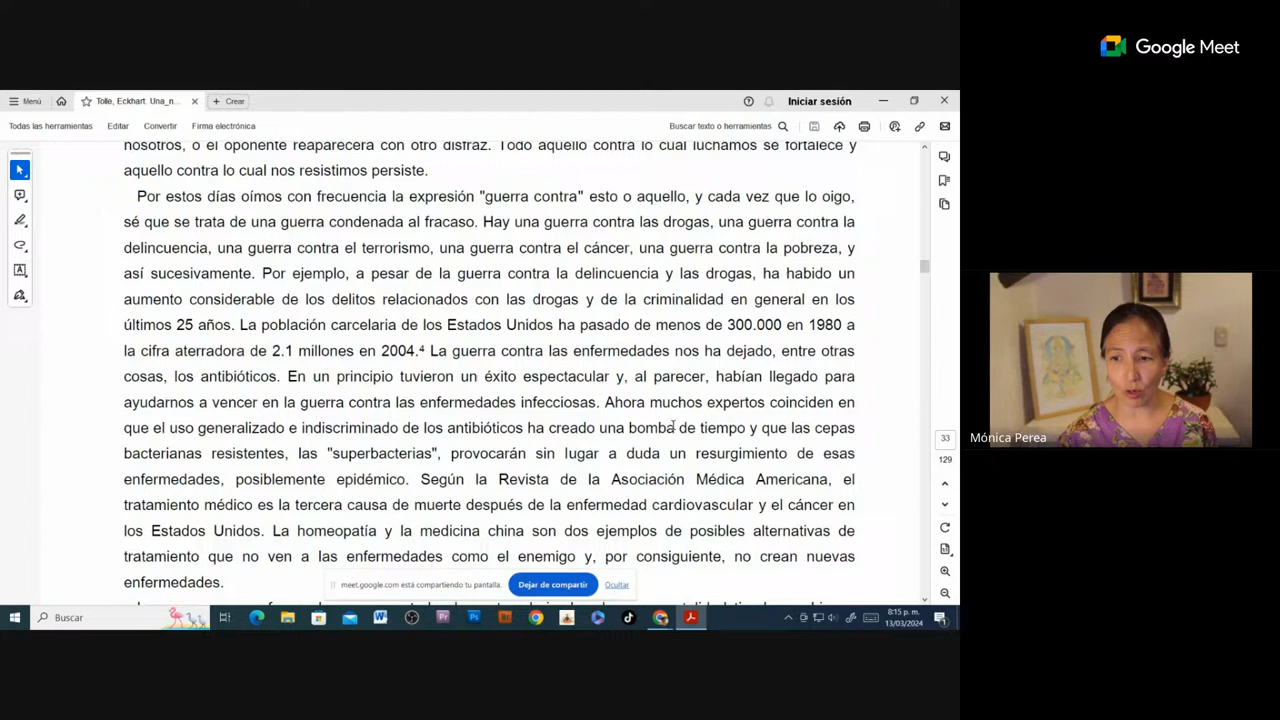 Google Meet
Menú
Tolle, Eckhart. Una_n...
Crear
Iniciar sesión
Todas las herramientas
Editar
Convertir
Firma electrónica
Buscar texto o herramientas
nosotros, o el oponente reaparecerá con otro disfraz. Todo aquello contra lo cual luchamos se fortalece y
aquello contra lo cual nos resistimos persiste.
Por estos días oímos con frecuencia la expresión "guerra contra" esto o aquello, y cada vez que lo oigo,
sé que se trata de una guerra condenada al fracaso. Hay una guerra contra las drogas, una guerra contra la
delincuencia, una guerra contra el terrorismo, una guerra contra el cáncer, una guerra contra la pobreza, y
así sucesivamente. Por ejemplo, a pesar de la guerra contra la delincuencia y las drogas, ha habido un
aumento considerable de los delitos relacionados con las drogas y de la criminalidad en general en los
últimos 25 años. La población carcelaria de los Estados Unidos ha pasado de menos de 300.000 en 1980 a
la cifra aterradora de 2.1 millones en 2004.⁴ La guerra contra las enfermedades nos ha dejado, entre otras
cosas, los antibióticos. En un principio tuvieron un éxito espectacular y, al parecer, habían llegado para
ayudarnos a vencer en la guerra contra las enfermedades infecciosas. Ahora muchos expertos coinciden en
que el uso generalizado e indiscriminado de los antibióticos ha creado una bomba de tiempo y que las cepas
bacterianas resistentes, las "superbacterias", provocarán sin lugar a duda un resurgimiento de esas
enfermedades, posiblemente epidémico. Según la Revista de la Asociación Médica Americana, el
tratamiento médico es la tercera causa de muerte después de la enfermedad cardiovascular y el cáncer en
los Estados Unidos. La homeopatía y la medicina china son dos ejemplos de posibles alternativas de
tratamiento que no ven a las enfermedades como el enemigo y, por consiguiente, no crean nuevas
enfermedades.
33
129
Mónica Perea
meet.google.com está compartiendo tu pantalla.
Dejar de compartir
Ocultar
Buscar
8:15 p. m.
13/03/2024